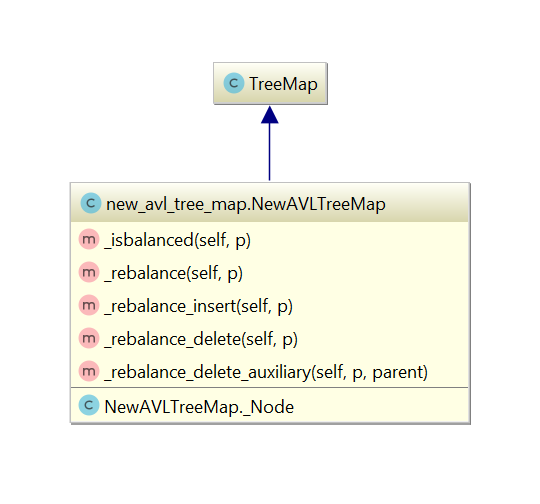 C TreeMap
C new_avl_tree_map.NewAVLTreeMap
m _isbalanced(self, p)
m _rebalance(self, p)
m _rebalance_insert(self, p)
m _rebalance_delete(self, p)
m _rebalance_delete_auxiliary(self, p, parent)
C NewAVLTreeMap._Node